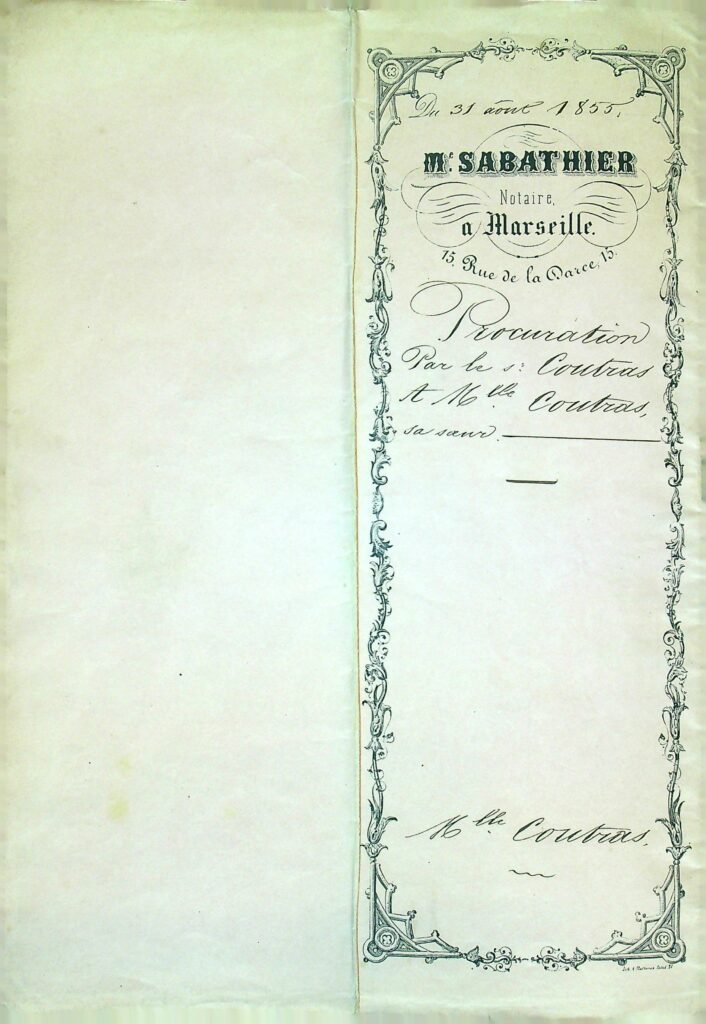 Du 31 août 1855.
Me. SABATHIER
Notaire,
a Marseille.
15, Rue de la Darce, 15.
Procuration
Par le sr. Coutras
A Mlle Coutras,
sa sœur.
Mlle Coutras.